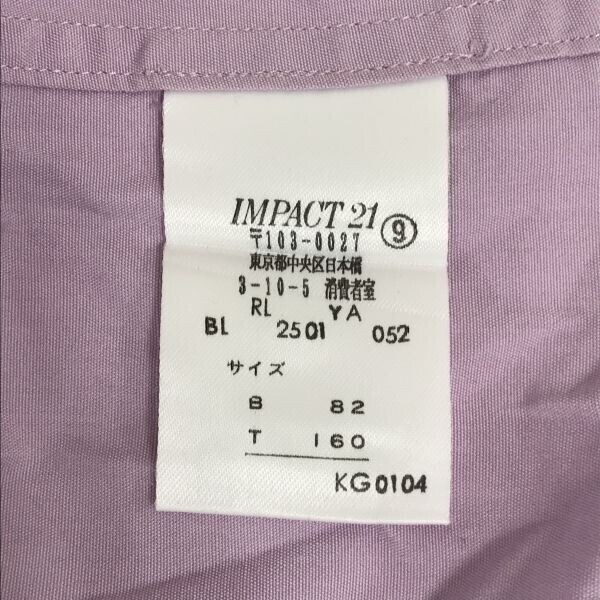 IMPACT 21 ⑨
〒103-0027
東京都中央区日本橋
3-10-5 消費者室
RL YA
BL 2501 052
サイズ
B 82
T 160
KG0104